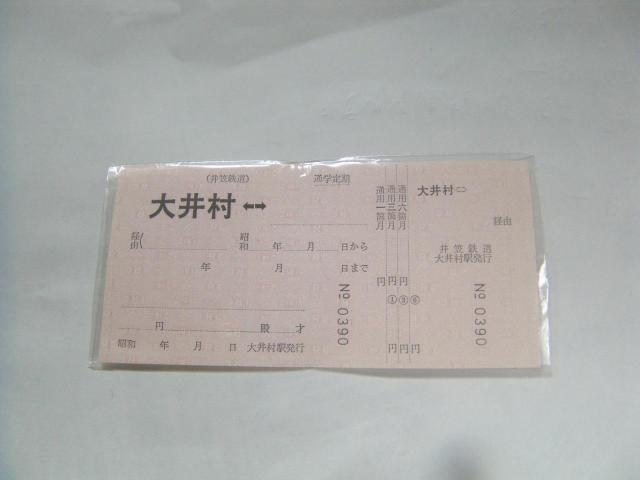 (井笠鉄道) 通学定期
大井村 ↔
経由( 昭和 年 月 日から
年 月 日まで
円 殿 才
昭和 年 月 日 大井村駅発行
№ 0390
通用一箇月 円 ① 円
通用三箇月 円 ③ 円
通用六箇月 円 ⑥ 円
大井村⇔
経由
井笠鉄道
大井村駅発行
№ 0390